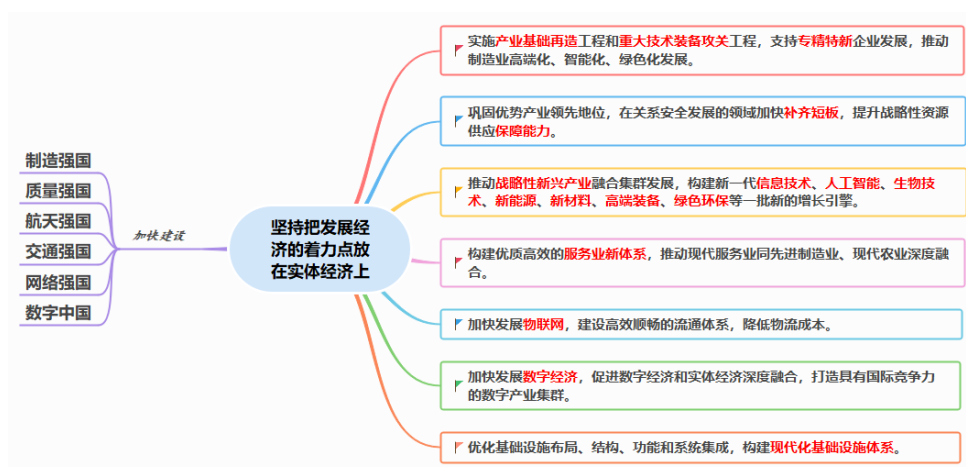 制造强国
质量强国
航天强国
交通强国
网络强国
数字中国
加快建设
坚持把发展经
济的着力点放
在实体经济上
实施产业基础再造工程和重大技术装备攻关工程，支持专精特新企业发展，推动
制造业高端化、智能化、绿色化发展。
巩固优势产业领先地位，在关系安全发展的领域加快补齐短板，提升战略性资源
供应保障能力。
推动战略性新兴产业融合集群发展，构建新一代信息技术、人工智能、生物技
术、新能源、新材料、高端装备、绿色环保等一批新的增长引擎。
构建优质高效的服务业新体系，推动现代服务业同先进制造业、现代农业深度融
合。
加快发展物联网，建设高效顺畅的流通体系，降低物流成本。
加快发展数字经济，促进数字经济和实体经济深度融合，打造具有国际竞争力
的数字产业集群。
优化基础设施布局、结构、功能和系统集成，构建现代化基础设施体系。